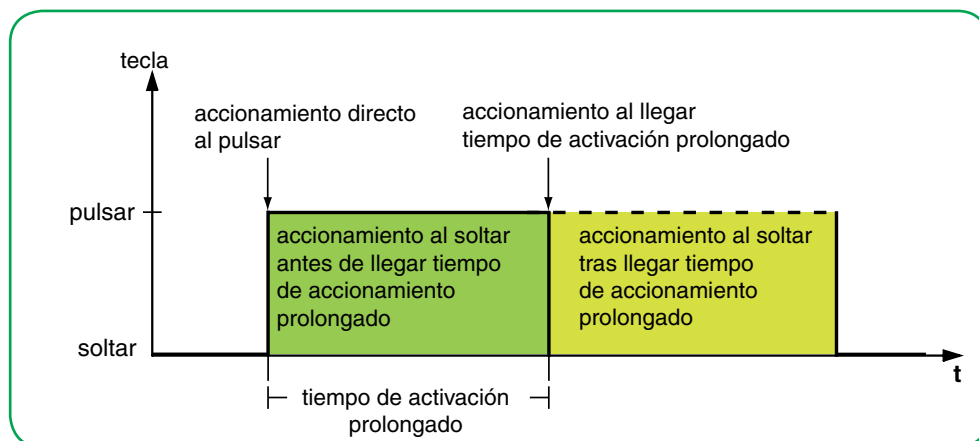 tecla
accionamiento directo
al pulsar
accionamiento al llegar
tiempo de activación prolongado
pulsar
accionamiento al soltar
antes de llegar tiempo
de accionamiento
prolongado
accionamiento al soltar
tras llegar tiempo
de accionamiento
prolongado
soltar
t
tiempo de activación
prolongado